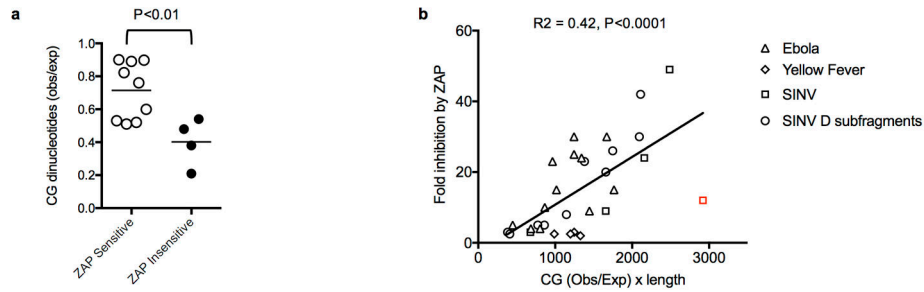 a
P<0.01
CG dinucleotides (obs/exp)
1.0
0.8
0.6
0.4
0.2
0.0
ZAP Sensitive
ZAP Insensitive
b
R2 = 0.42, P<0.0001
Fold inhibition by ZAP
60
40
20
0
0
1000
2000
3000
CG (Obs/Exp) x length
Ebola
Yellow Fever
SINV
SINV D subfragments